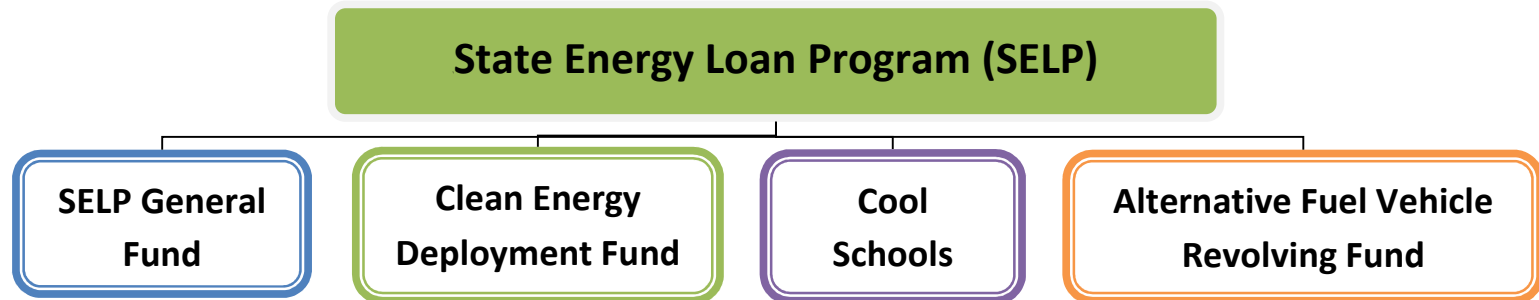 State Energy Loan Program (SELP)
SELP General
Fund
Clean Energy
Deployment Fund
Cool
Schools
Alternative Fuel Vehicle
Revolving Fund